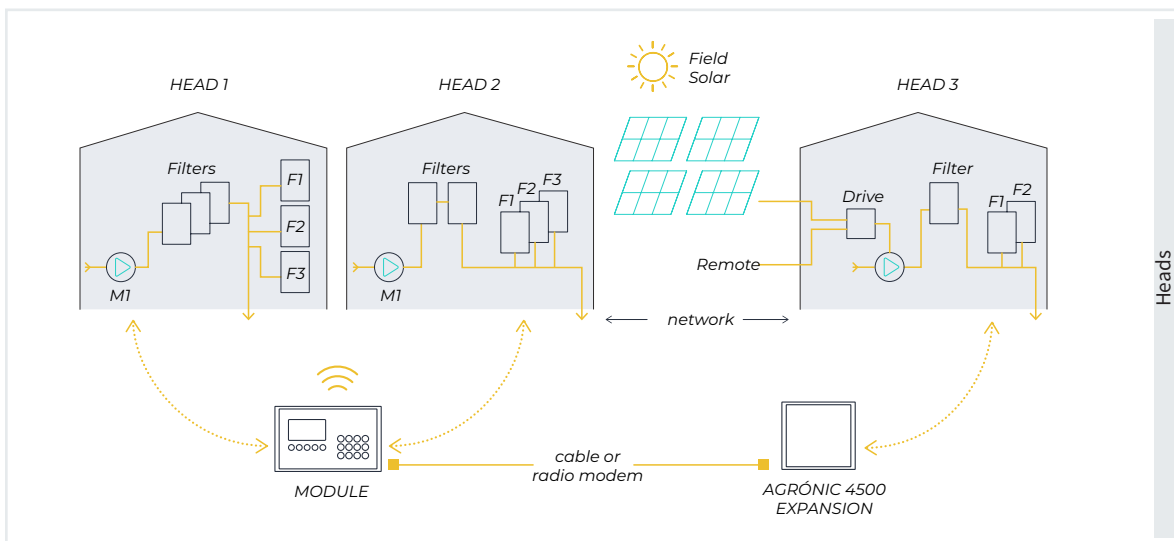 Field
Solar
HEAD 1
HEAD 2
HEAD 3
Filters
F1
F2
F3
M1
Filters
F1
F2
F3
M1
Drive
Filter
F1
F2
Remote
network
Heads
cable or
radio modem
MODULE
AGRÓNIC 4500
EXPANSION